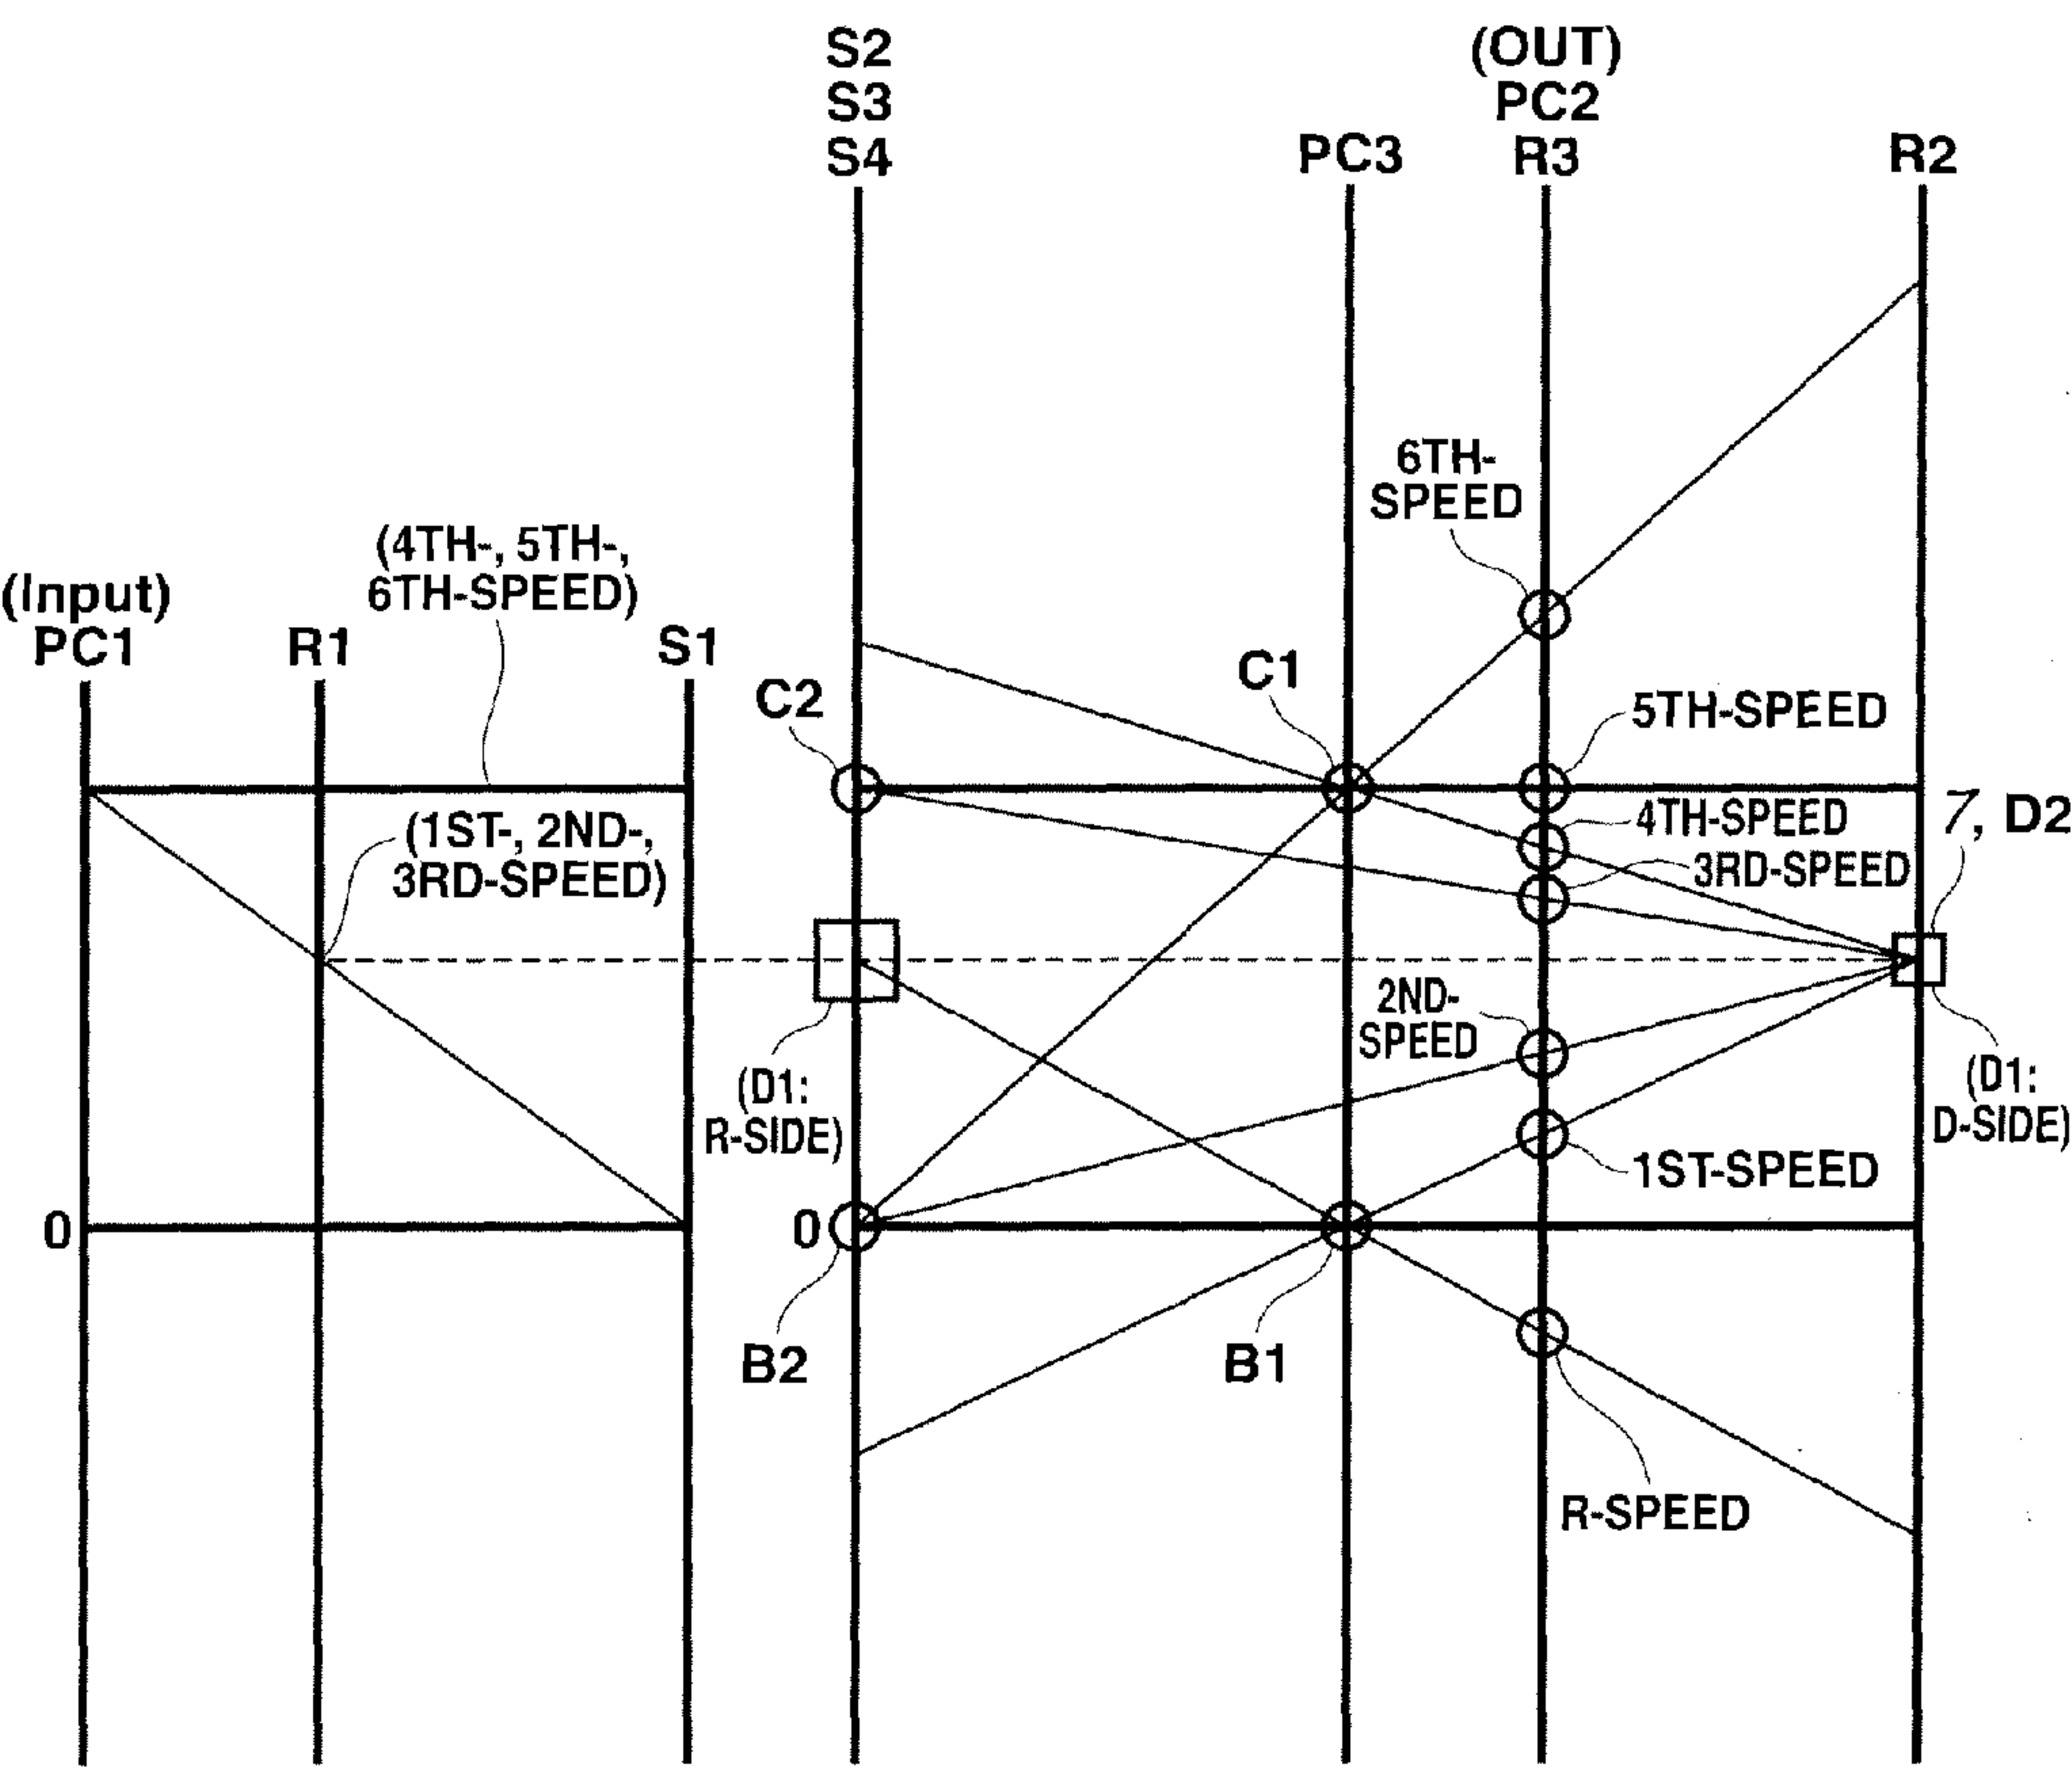 S2
S3
S4
(OUT)
PC2
R3
PC3
R2
6TH-
SPEED
(4TH-, 5TH-,
6TH-SPEED)
(Input)
PC1
R1
S1
C2
C1
5TH-SPEED
7, D2
4TH-SPEED
3RD-SPEED
(1ST-, 2ND-,
3RD-SPEED)
2ND-
SPEED
(D1:
R-SIDE)
(D1:
D-SIDE)
1ST-SPEED
0
0
B2
B1
R-SPEED